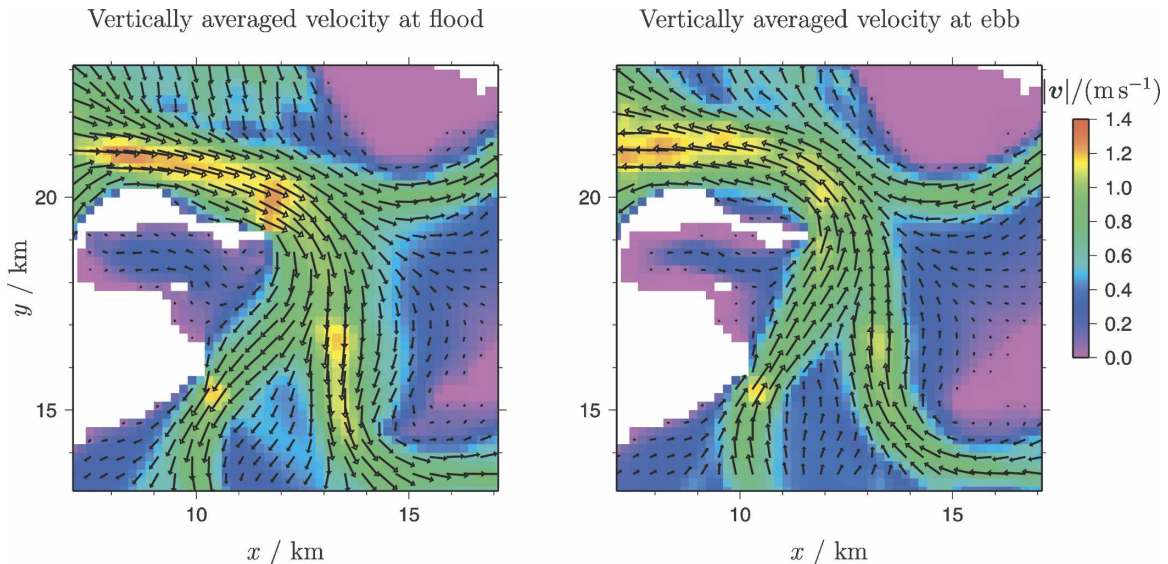 Vertically averaged velocity at flood
Vertically averaged velocity at ebb
|v|/(m s⁻¹)
1.4
1.2
1.0
0.8
0.6
0.4
0.2
0.0
y / km
20
15
10
15
x / km
20
15
10
15
x / km